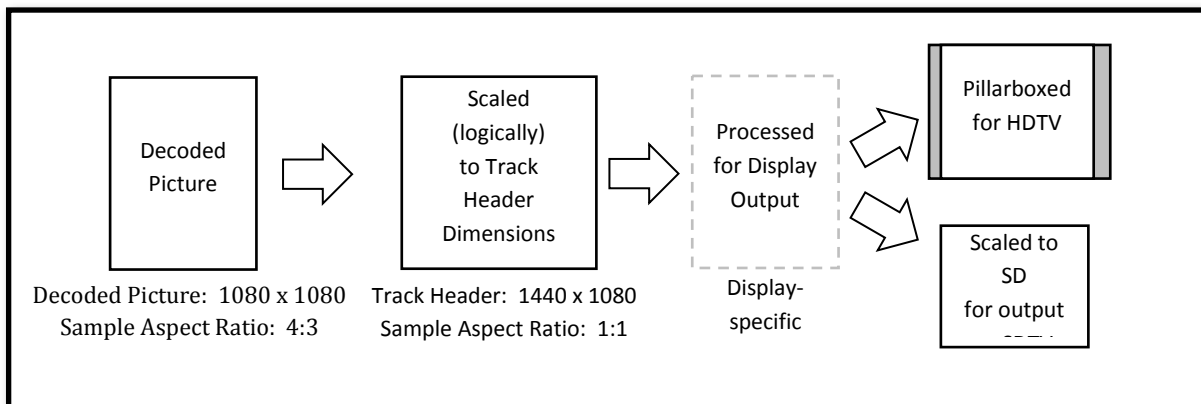 Decoded
Picture
Decoded Picture: 1080 x 1080
Sample Aspect Ratio: 4:3
Scaled
(logically)
to Track
Header
Dimensions
Track Header: 1440 x 1080
Sample Aspect Ratio: 1:1
Processed
for Display
Output
Display-
specific
Pillarboxed
for HDTV
Scaled to
SD
for output